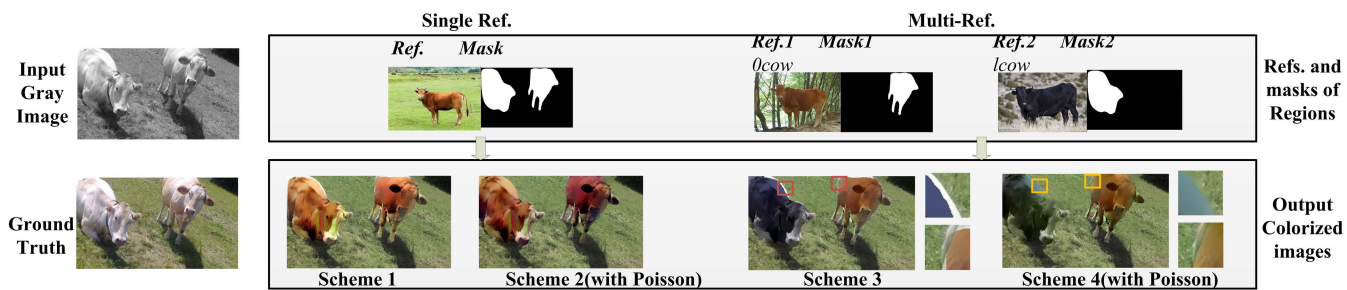 Single Ref.
Multi-Ref.
Input
Gray
Image
Ref. Mask
Ref.1 Mask1
0cow
Ref.2 Mask2
1cow
Refs. and
masks of
Regions
Ground
Truth
Scheme 1
Scheme 2(with Poisson)
Scheme 3
Scheme 4(with Poisson)
Output
Colorized
images